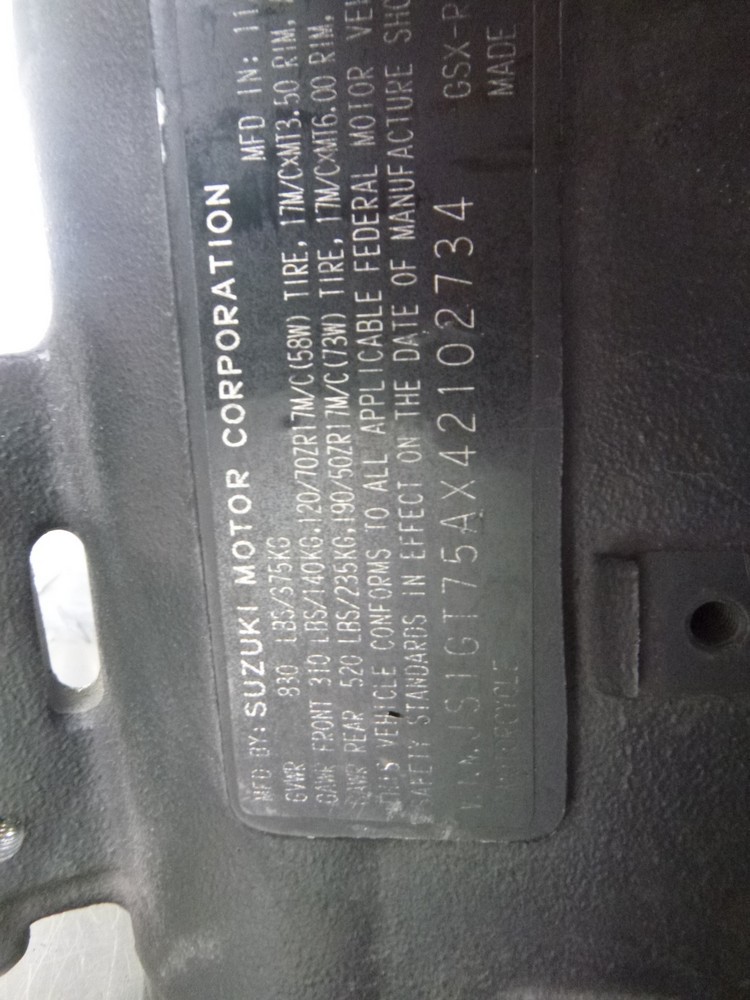 MFD BY: SUZUKI MOTOR CORPORATION MFD IN: 11
GVWR 830 LBS/375KG
GAWR FRONT 310 LBS/140KG.120/70ZR17M/C(58W) TIRE, 17M/C×MT3.50 RIM,
GAWR REAR 520 LBS/235KG.190/50ZR17M/C(73W) TIRE, 17M/C×MT6.00 RIM,
THIS VEHICLE CONFORMS TO ALL APPLICABLE FEDERAL MOTOR VE
SAFETY STANDARDS IN EFFECT ON THE DATE OF MANUFACTURE SHO
VIN:JS1GT75AX42102734 GSX-R
MOTORCYCLE MADE